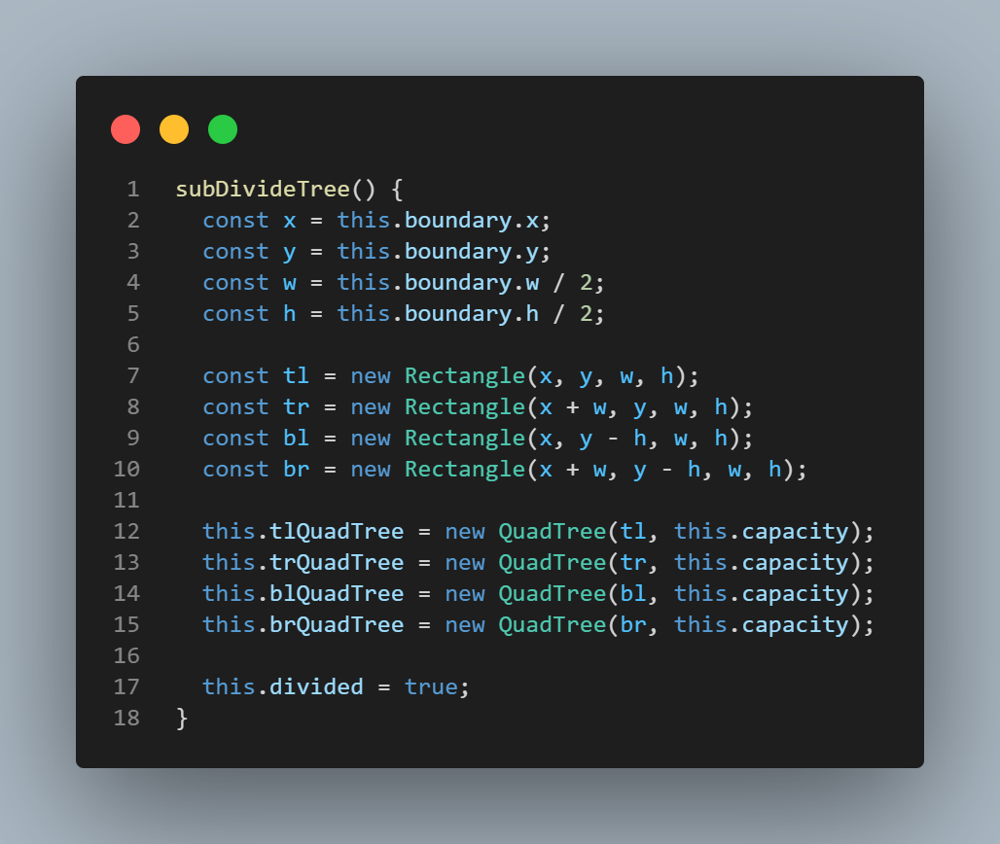 1 subDivideTree() {
2 const x = this.boundary.x;
3 const y = this.boundary.y;
4 const w = this.boundary.w / 2;
5 const h = this.boundary.h / 2;
6
7 const tl = new Rectangle(x, y, w, h);
8 const tr = new Rectangle(x + w, y, w, h);
9 const bl = new Rectangle(x, y - h, w, h);
10 const br = new Rectangle(x + w, y - h, w, h);
11
12 this.tlQuadTree = new QuadTree(tl, this.capacity);
13 this.trQuadTree = new QuadTree(tr, this.capacity);
14 this.blQuadTree = new QuadTree(bl, this.capacity);
15 this.brQuadTree = new QuadTree(br, this.capacity);
16
17 this.divided = true;
18 }